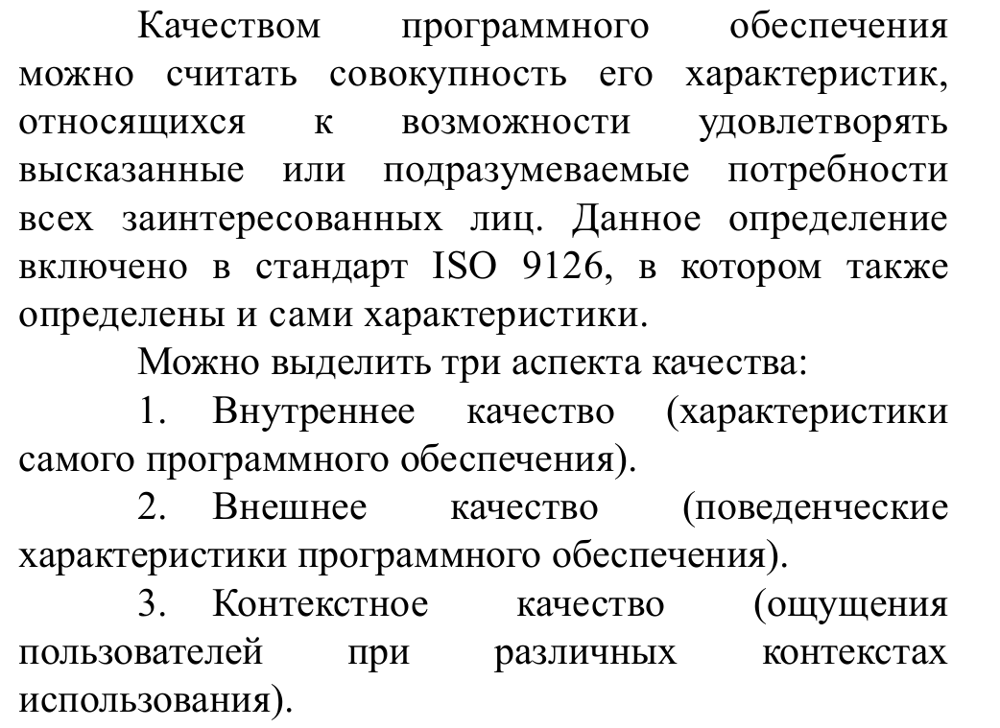 Качеством программного обеспечения
можно считать совокупность его характеристик,
относящихся к возможности удовлетворять
высказанные или подразумеваемые потребности
всех заинтересованных лиц. Данное определение
включено в стандарт ISO 9126, в котором также
определены и сами характеристики.
Можно выделить три аспекта качества:
1. Внутреннее качество (характеристики
самого программного обеспечения).
2. Внешнее качество (поведенческие
характеристики программного обеспечения).
3. Контекстное качество (ощущения
пользователей при различных контекстах
использования).